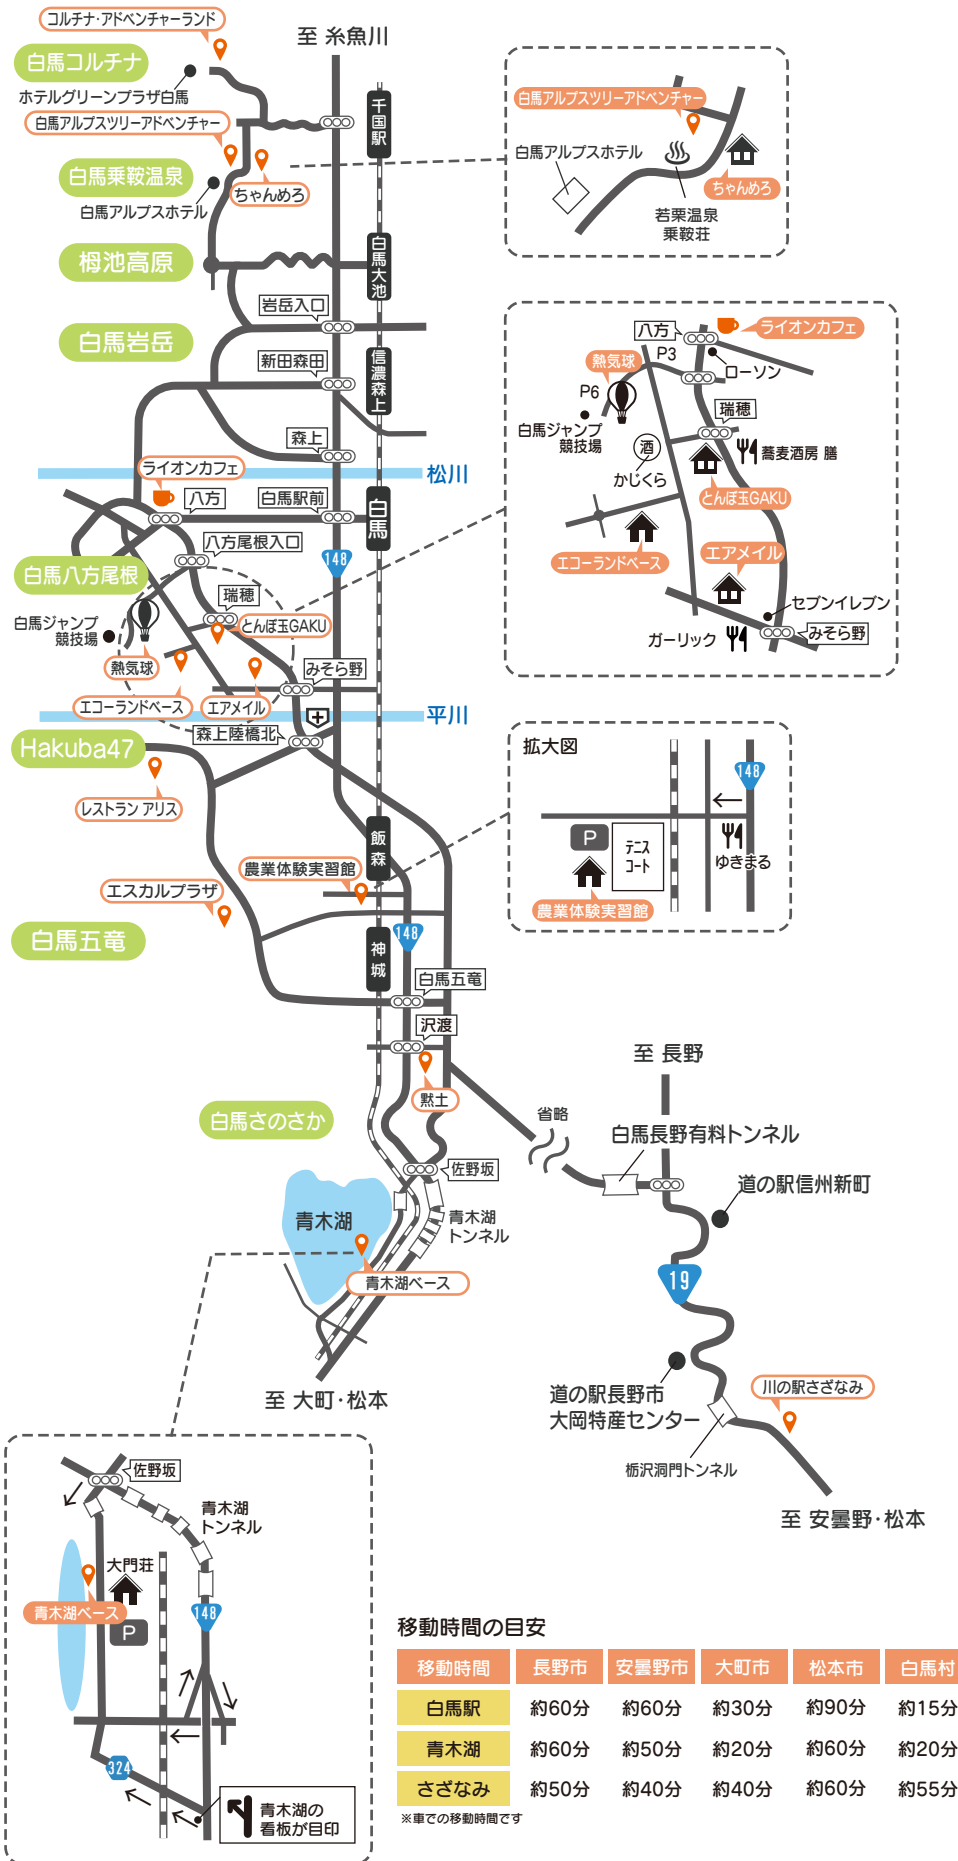 コルチナ・アドベンチャーランド
至 糸魚川
白馬コルチナ
ホテルグリーンプラザ白馬
白馬アルプスツリーアドベンチャー
千国駅
白馬乗鞍温泉
ちゃんめろ
白馬アルプスホテル
栂池高原
白馬大池
岩岳入口
白馬岩岳
新田森田
信濃森上
森上
松川
ライオンカフェ
八方
白馬駅前
白馬
八方尾根入口
148
白馬八方尾根
瑞穂
白馬ジャンプ
競技場
とんぼ玉GAKU
熱気球
みそら野
エコーランドベース
エアメイル
平川
森上陸橋北
Hakuba47
レストラン アリス
飯森
農業体験実習館
エスカルプラザ
白馬五竜
148
神城
白馬五竜
沢渡
黙土
白馬さのさか
佐野坂
青木湖
青木湖
トンネル
青木湖ベース
至 大町・松本
白馬アルプスツリーアドベンチャー
白馬アルプスホテル
ちゃんめろ
若栗温泉
乗鞍荘
八方
ライオンカフェ
熱気球
P3
ローソン
P6
瑞穂
白馬ジャンプ
競技場
酒
かじくら
蕎麦酒房 膳
とんぼ玉GAKU
エコーランドベース
エアメイル
セブンイレブン
ガーリック
みそら野
拡大図
148
P
テニス
コート
ゆきまる
農業体験実習館
至 長野
省略
白馬長野有料トンネル
道の駅信州新町
19
道の駅長野市
大岡特産センター
川の駅さざなみ
栃沢洞門トンネル
至 安曇野・松本
佐野坂
青木湖
トンネル
大門荘
青木湖ベース
P
148
324
青木湖の
看板が目印
移動時間の目安
移動時間 長野市 安曇野市 大町市 松本市 白馬村
白馬駅 約60分 約60分 約30分 約90分 約15分
青木湖 約60分 約50分 約20分 約60分 約20分
さざなみ 約50分 約40分 約40分 約60分 約55分
※車での移動時間です